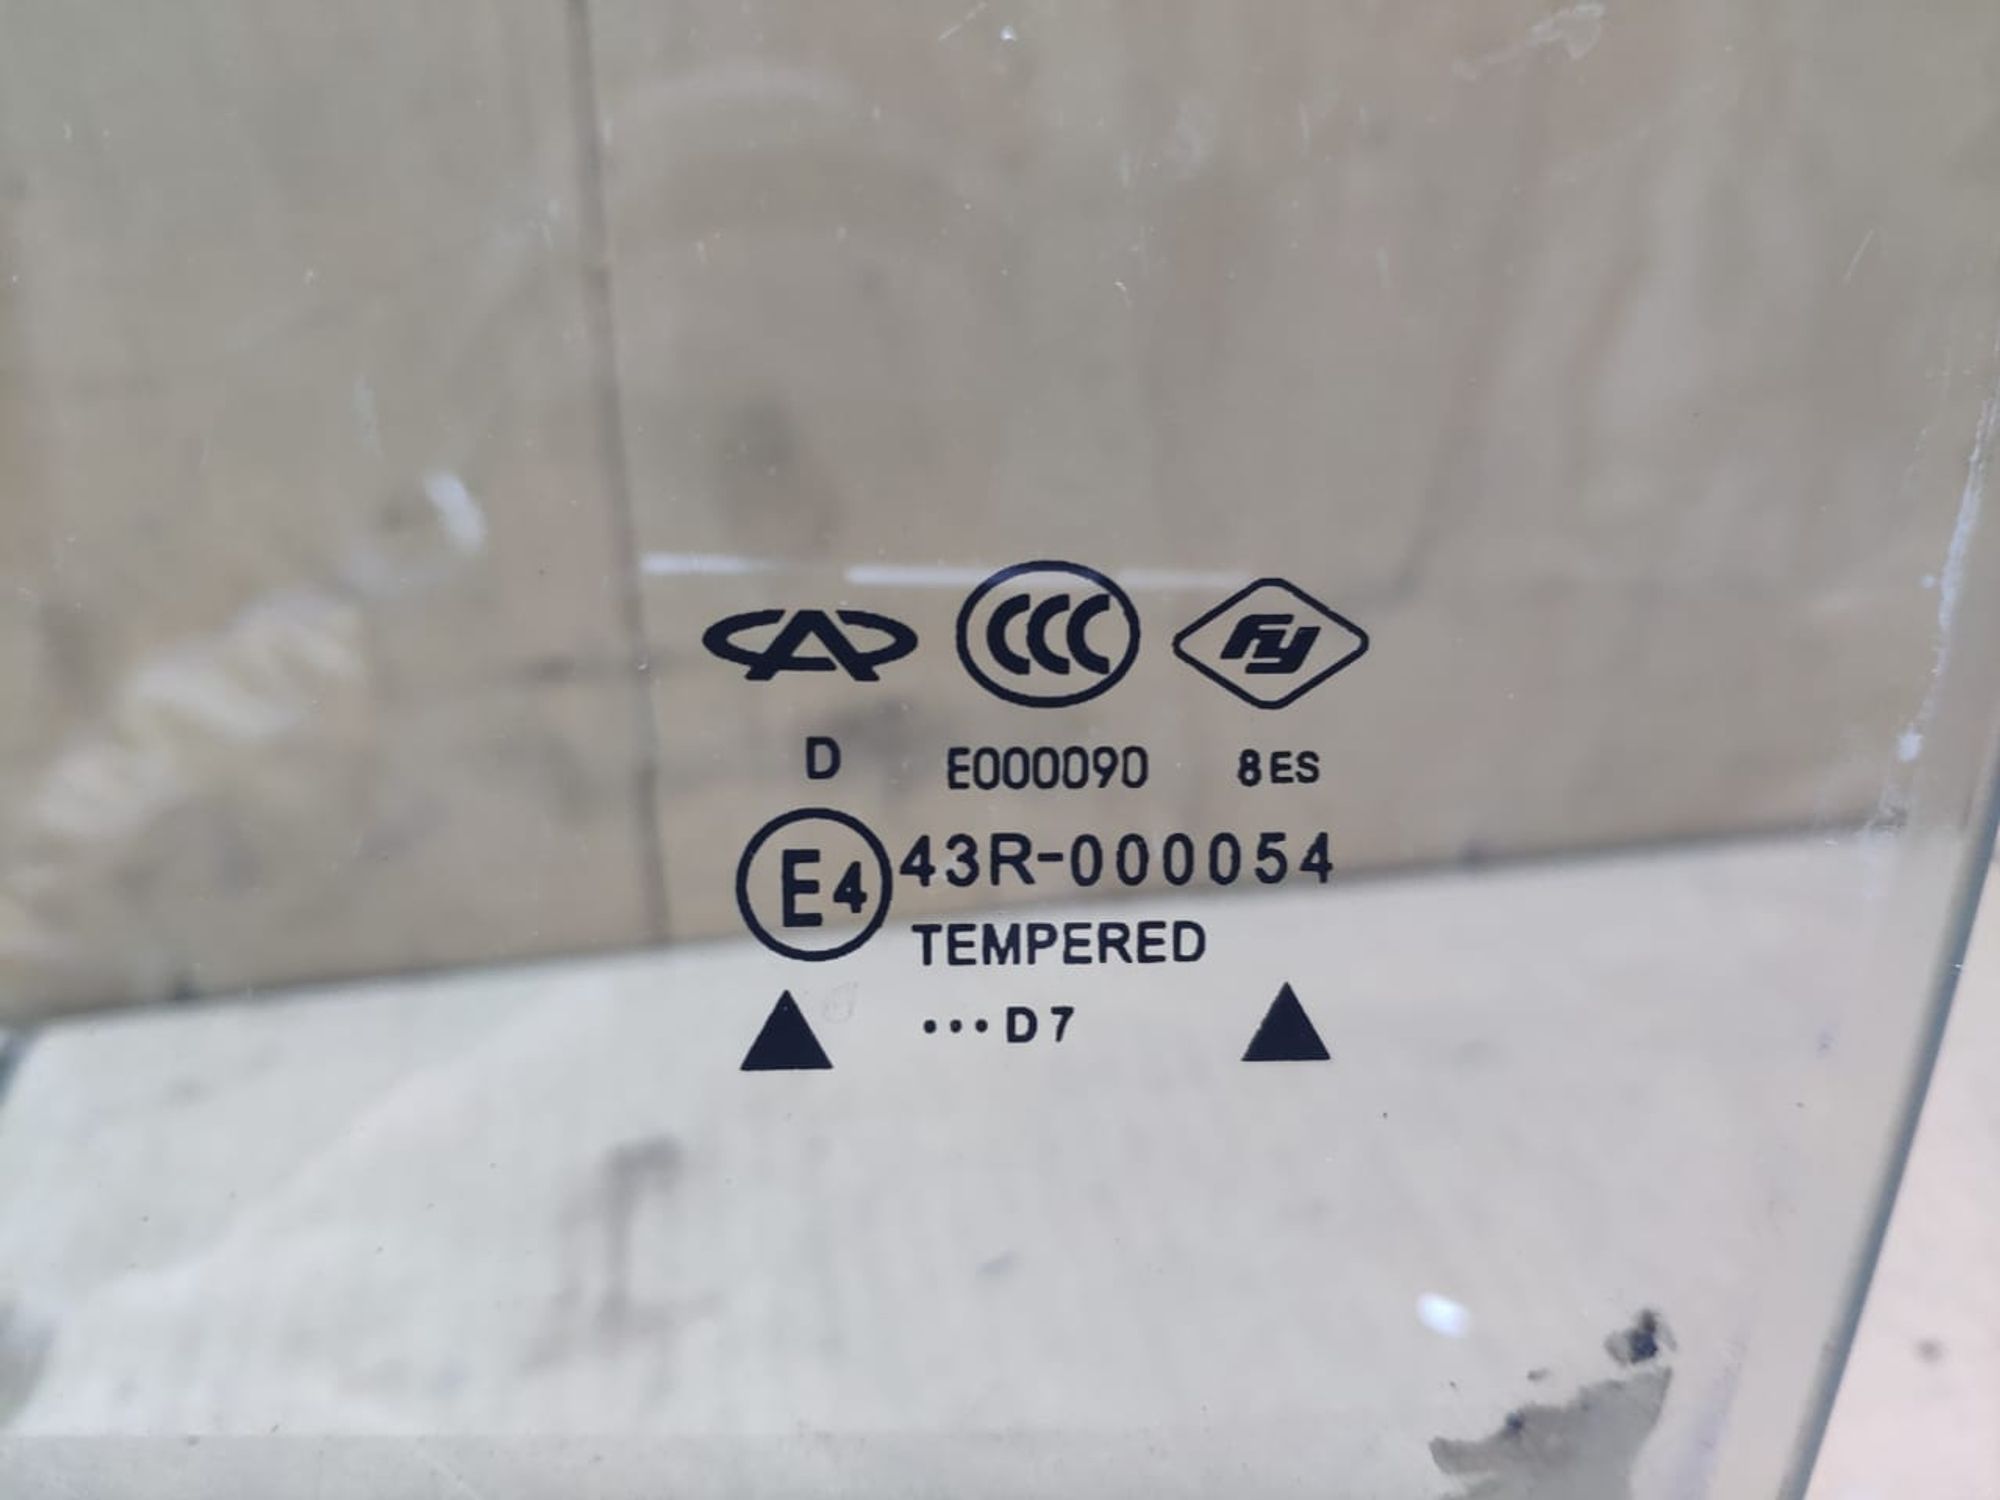 CCC FY
D E000090 8ES
E4 43R-000054
TEMPERED
▲ ···D7 ▲